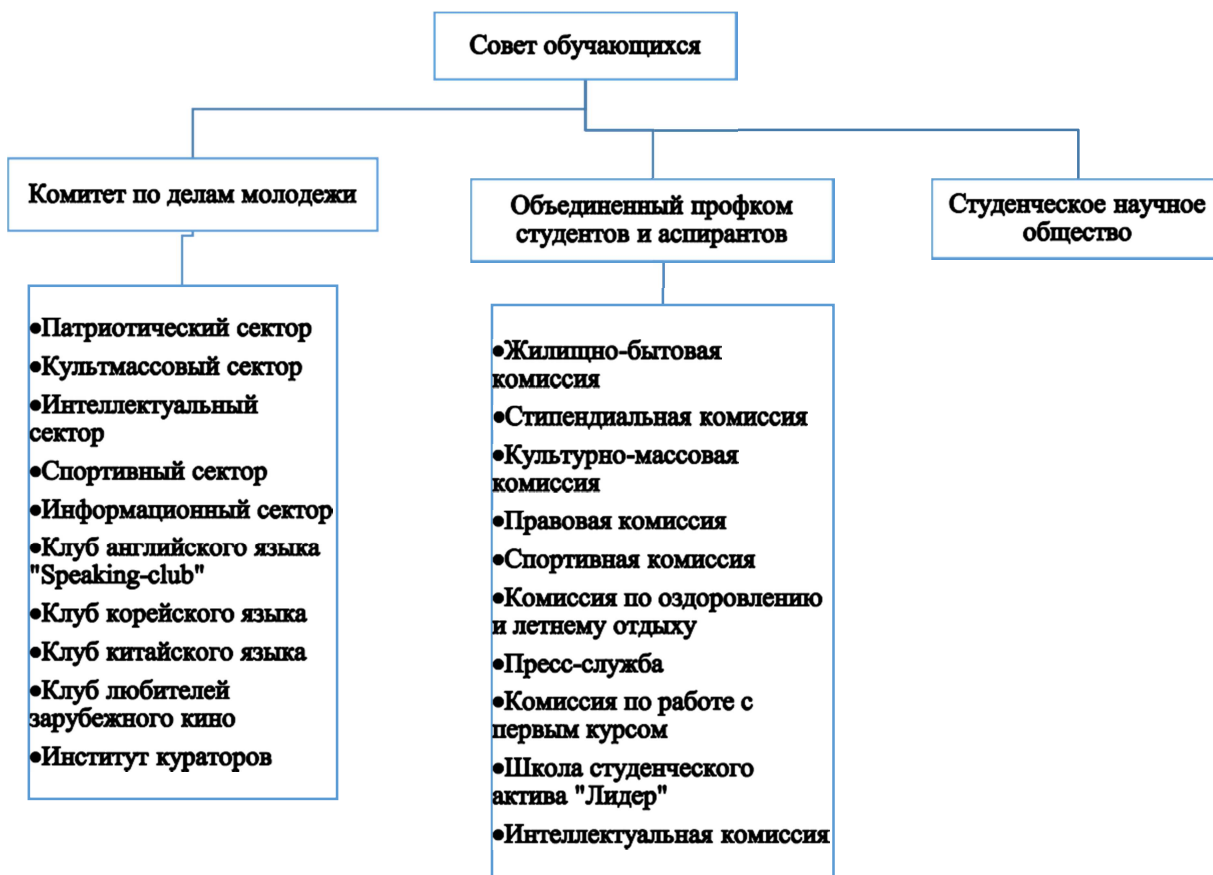 Совет обучающихся
Комитет по делам молодежи
•Патриотический сектор
•Культмассовый сектор
•Интеллектуальный
сектор
•Спортивный сектор
•Информационный сектор
•Клуб английского языка
"Speaking-club"
•Клуб корейского языка
•Клуб китайского языка
•Клуб любителей
зарубежного кино
•Институт кураторов
Объединенный профком
студентов и аспирантов
•Жилищно-бытовая
комиссия
•Стипендиальная комиссия
•Культурно-массовая
комиссия
•Правовая комиссия
•Спортивная комиссия
•Комиссия по оздоровлению
и летнему отдыху
•Пресс-служба
•Комиссия по работе с
первым курсом
•Школа студенческого
актива "Лидер"
•Интеллектуальная комиссия
Студенческое научное
общество